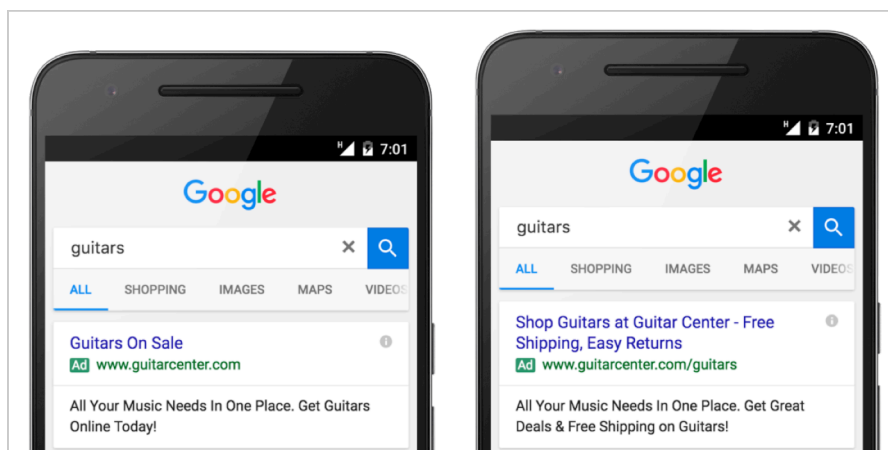 H 7:01
Google
guitars
ALL SHOPPING IMAGES MAPS VIDEOS
Guitars On Sale
Ad www.guitarcenter.com
All Your Music Needs In One Place. Get Guitars
Online Today!
H 7:01
Google
guitars
ALL SHOPPING IMAGES MAPS VIDEOS
Shop Guitars at Guitar Center - Free
Shipping, Easy Returns
Ad www.guitarcenter.com/guitars
All Your Music Needs In One Place. Get Great
Deals & Free Shipping on Guitars!